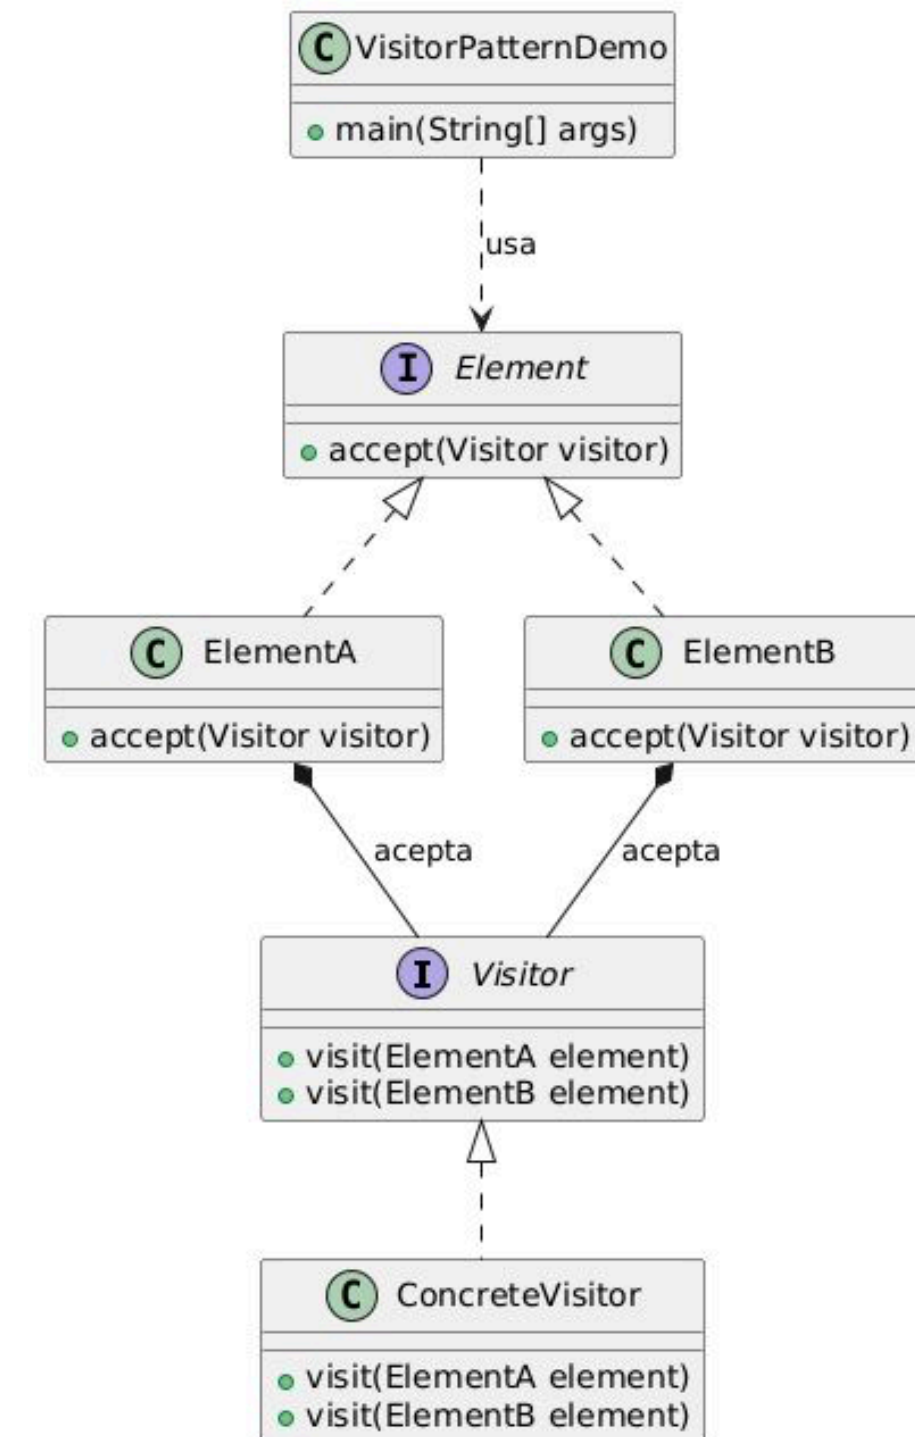 C VisitorPatternDemo
main(String[] args)
usa
I Element
accept(Visitor visitor)
C ElementA
accept(Visitor visitor)
C ElementB
accept(Visitor visitor)
acepta
acepta
I Visitor
visit(ElementA element)
visit(ElementB element)
C ConcreteVisitor
visit(ElementA element)
visit(ElementB element)